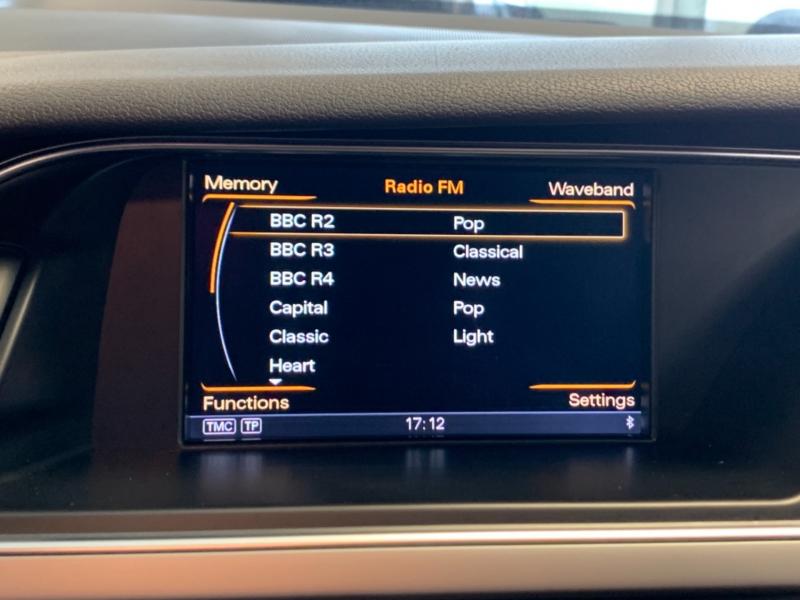 Memory Radio FM Waveband
BBC R2 Pop
BBC R3 Classical
BBC R4 News
Capital Pop
Classic Light
Heart
Functions Settings
TMC TP 17:12